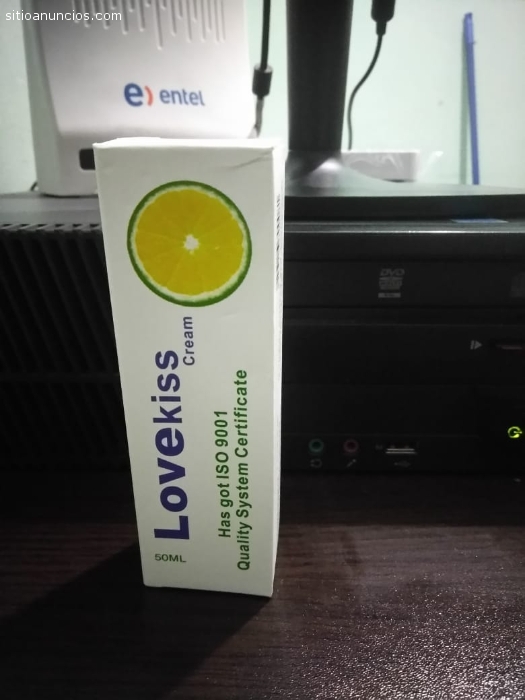 sitioanuncios.com
e) entel
Lovekiss
Cream
Has got ISO 9001
Quality System Certificate
50ML
DVD